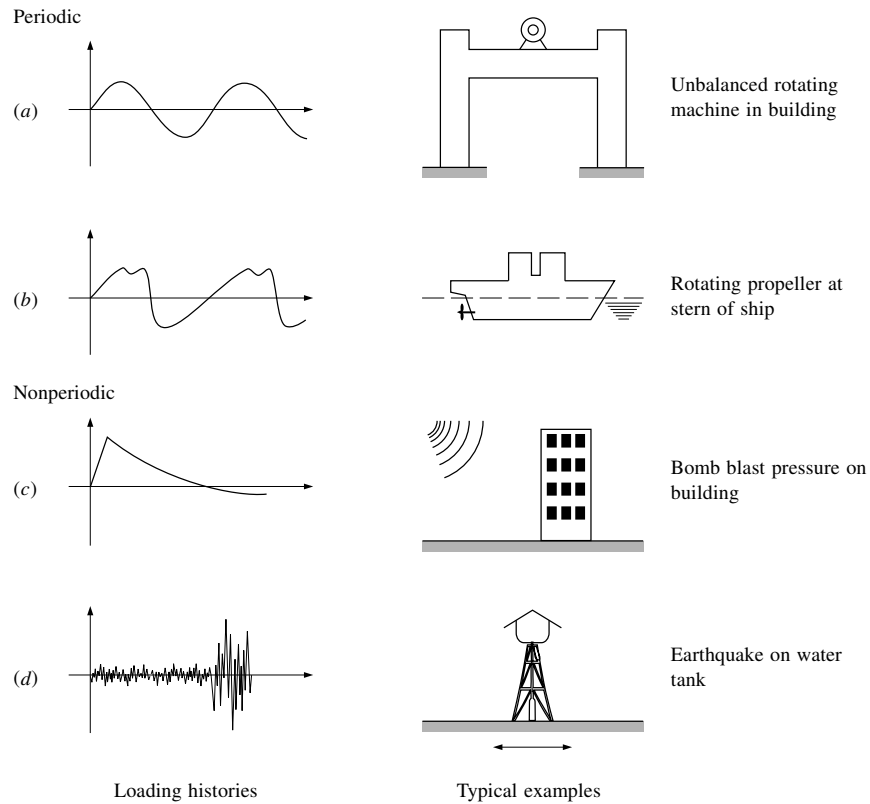 Periodic
(a)
Unbalanced rotating
machine in building
(b)
Rotating propeller at
stern of ship
Nonperiodic
(c)
Bomb blast pressure on
building
(d)
Earthquake on water
tank
Loading histories
Typical examples